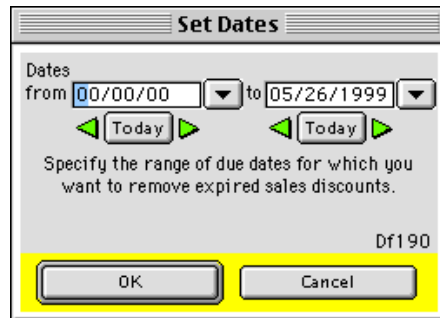 Set Dates
Dates
from 00/00/00 to 05/26/1999
Today Today
Specify the range of due dates for which you
want to remove expired sales discounts.
Df190
OK Cancel